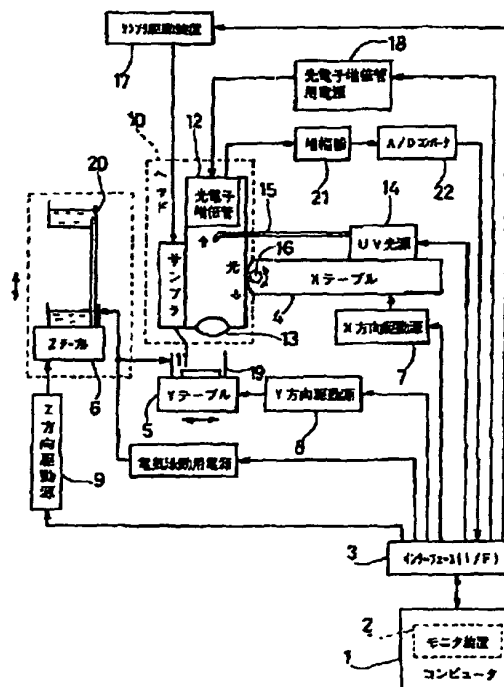 サンプラ駆動装置
17
18
光電子増倍管
用電源
10
12
ヘッド
光電子
増倍管
増幅器
21
A/Dコンバータ
22
20
15
14
UV光源
サンプラ
光
16
Xテーブル
4
13
11
19
Zテーブル
6
Yテーブル
5
Y方向駆動源
8
X方向駆動源
7
Z方向駆動源
9
電気泳動用電源
3
インターフェース(I/F)
2
モニタ装置
1
コンピュータ